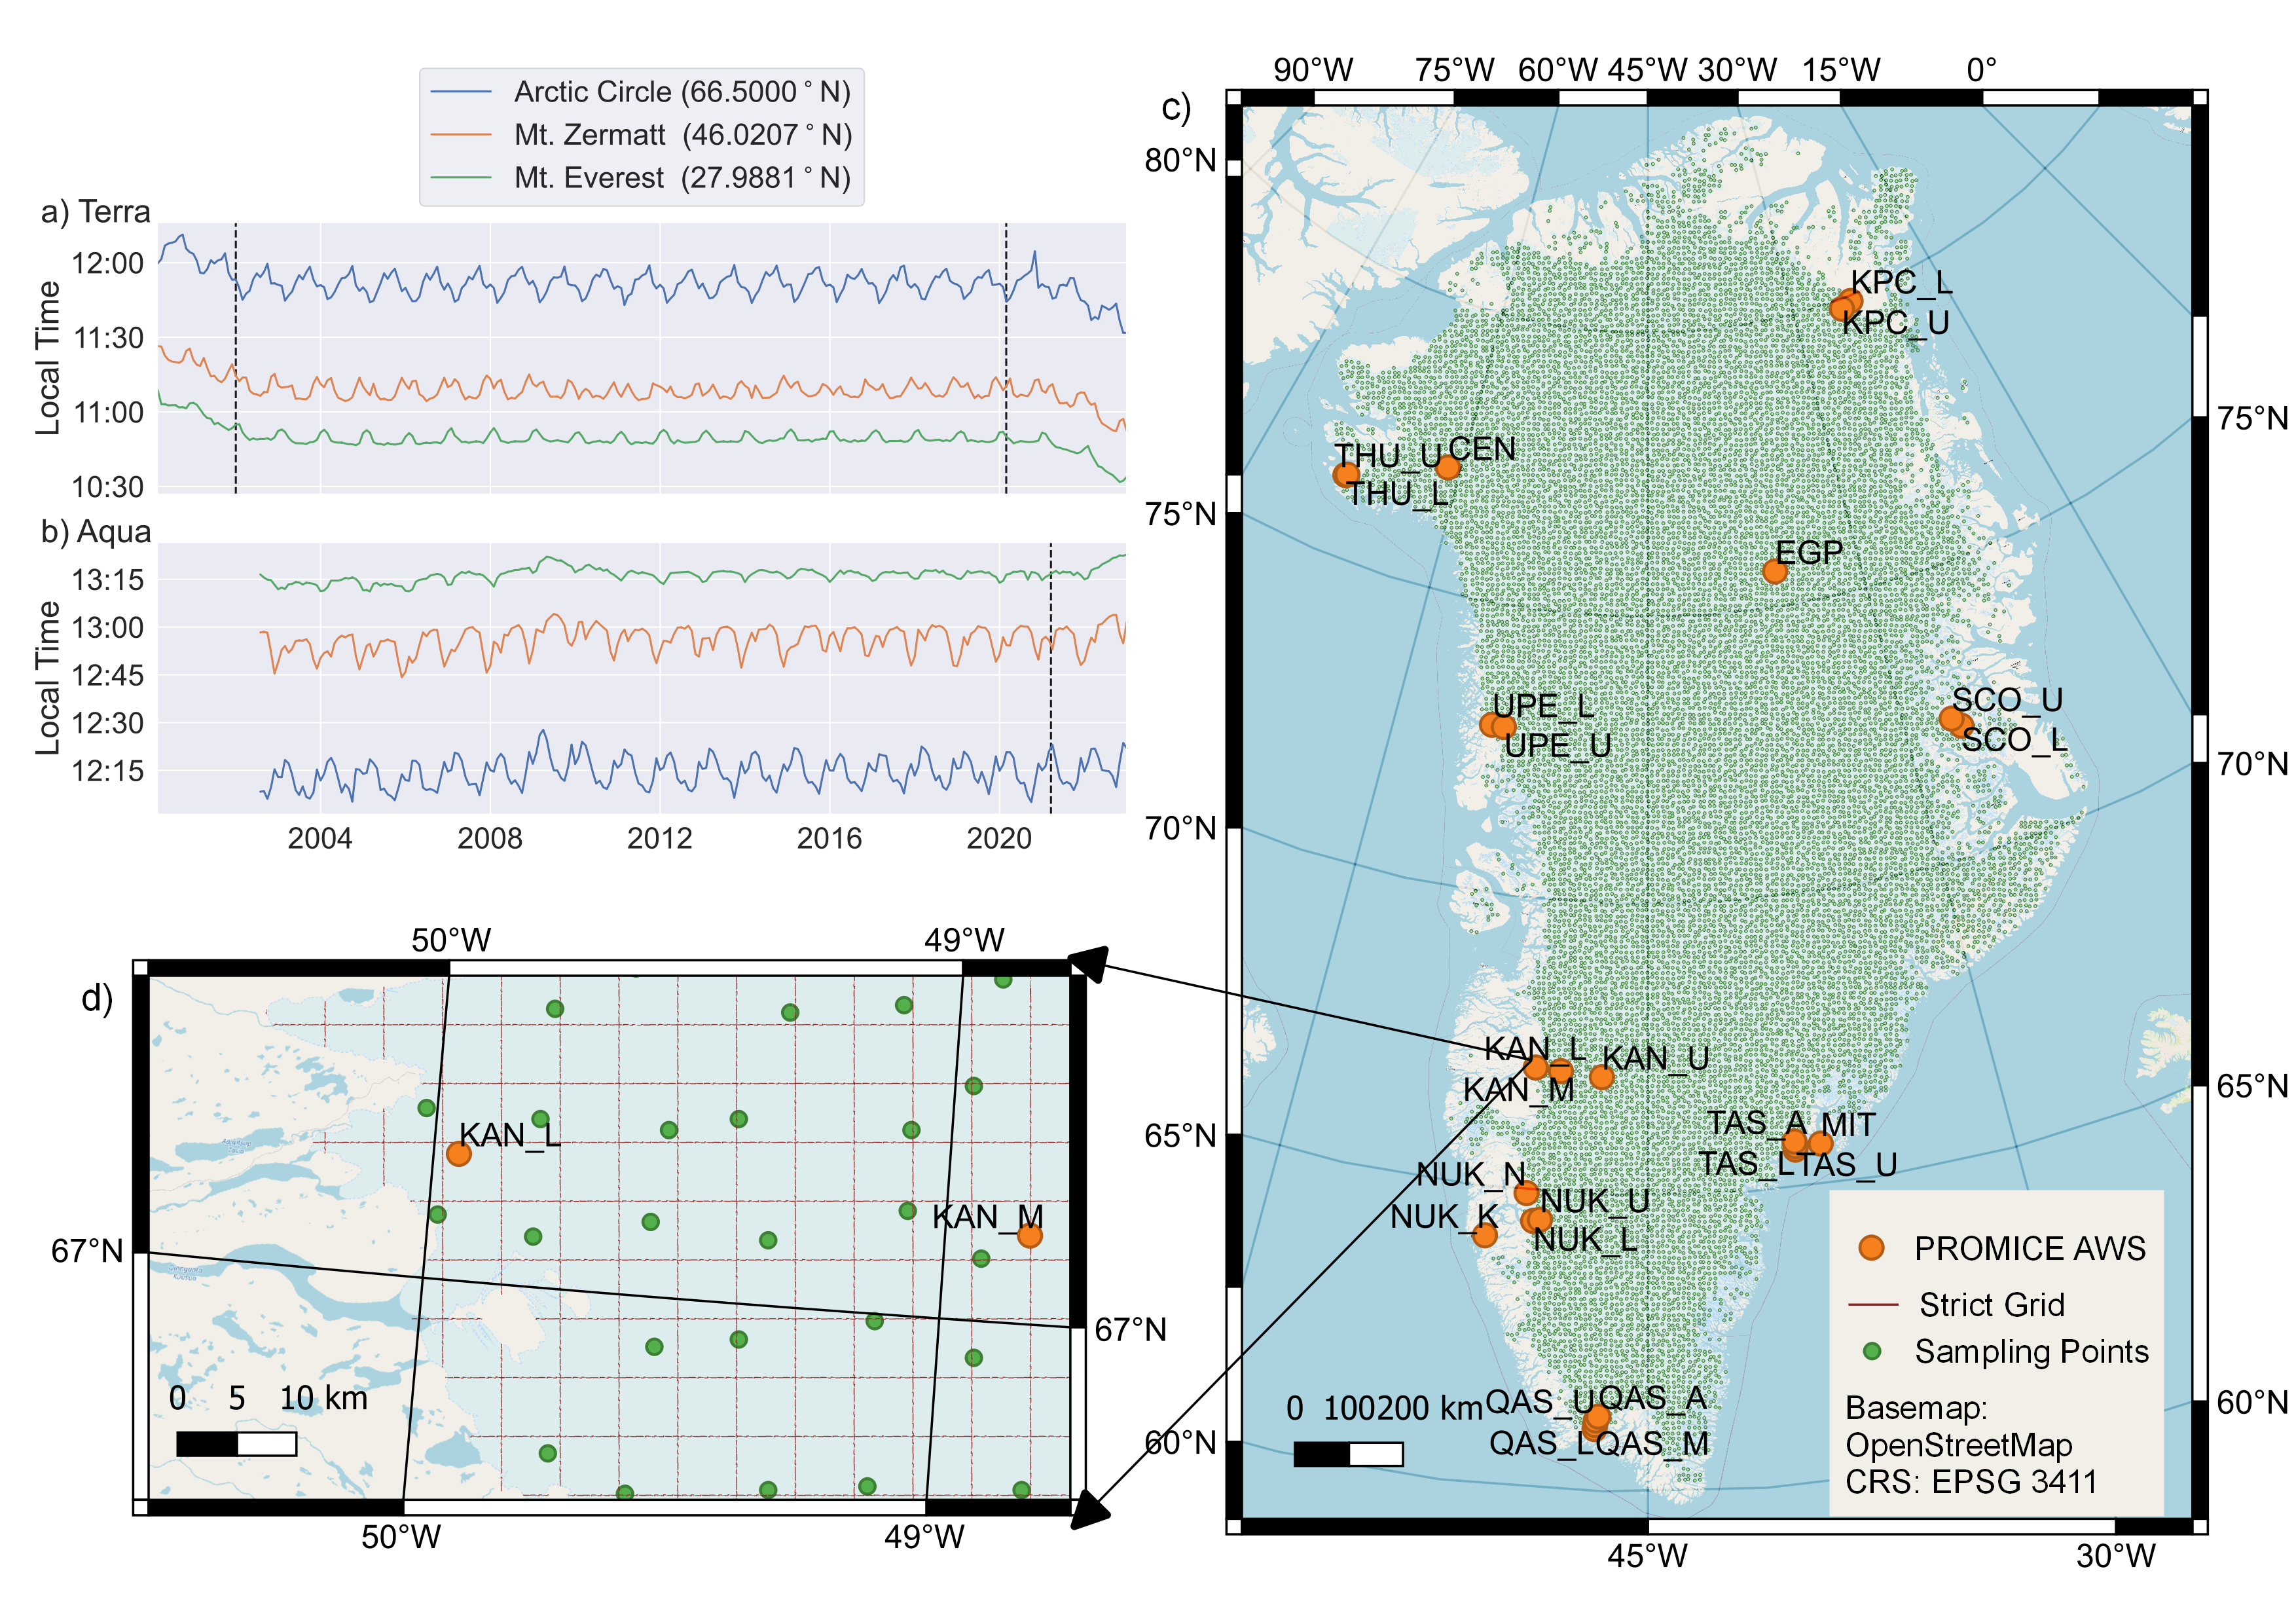 Arctic Circle (66.5000°N)
Mt. Zermatt (46.0207°N)
Mt. Everest (27.9881°N)
a) Terra
Local Time
12:00
11:30
11:00
10:30
b) Aqua
Local Time
13:15
13:00
12:45
12:30
12:15
2004 2008 2012 2016 2020
c)
90°W 75°W 60°W 45°W 30°W 15°W 0°
80°N
75°N
70°N
65°N
60°N
75°N
70°N
65°N
60°N
45°W 30°W
KPC_L
KPC_U
THU_U
CEN
THU_L
EGP
UPE_L
UPE_U
SCO_U
SCO_L
KAN_L
KAN_U
KAN_M
TAS_A
MIT
TAS_L
TAS_U
NUK_N
NUK_U
NUK_K
NUK_L
QAS_U
QAS_A
QAS_L
QAS_M
0 100 200 km
PROMICE AWS
Strict Grid
Sampling Points
Basemap:
OpenStreetMap
CRS: EPSG 3411
d)
50°W 49°W
KAN_L
KAN_M
67°N
67°N
0 5 10 km
50°W 49°W